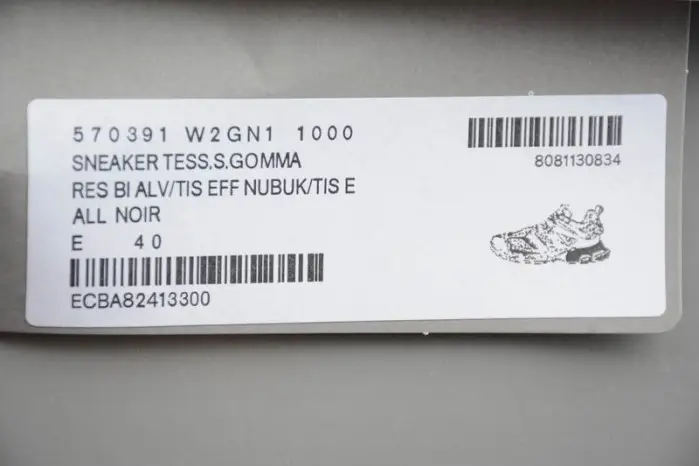 570391 W2GN1 1000
SNEAKER TESS.S.GOMMA
RES BI ALV/TIS EFF NUBUK/TIS E
ALL NOIR
E 40
ECBA82413300
8081130834